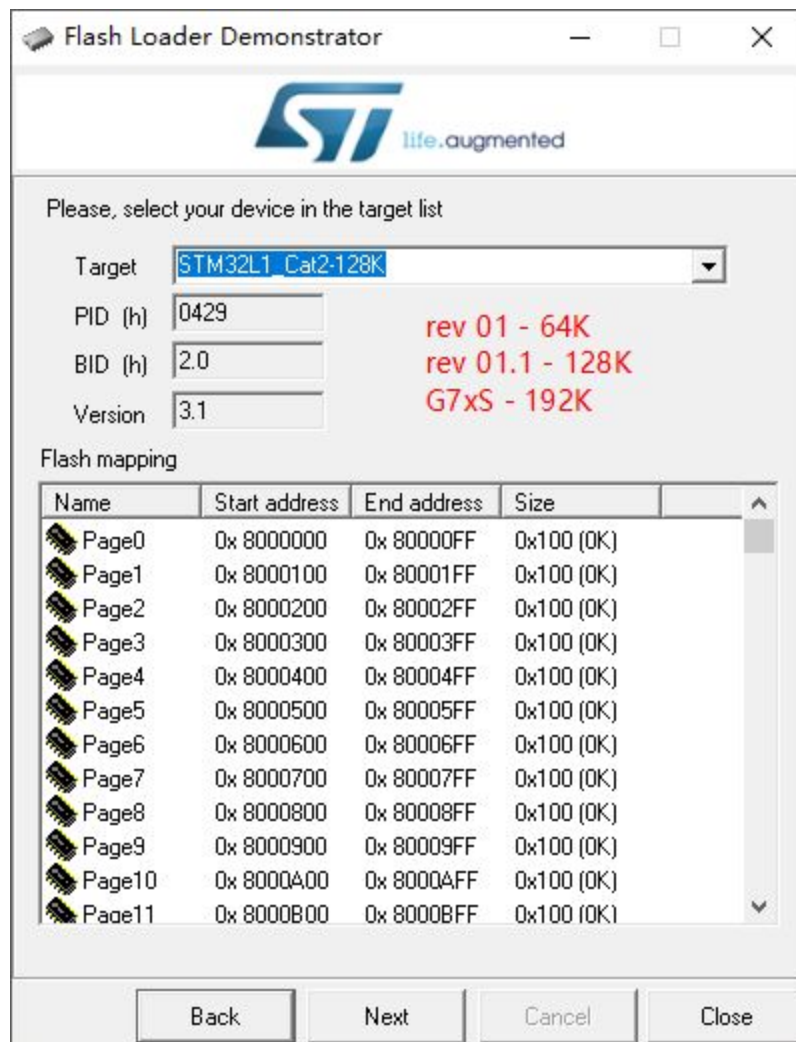 Flash Loader Demonstrator
ST life.augmented
Please, select your device in the target list
Target STM32L1_Cat2-128K
PID (h) 0429
BID (h) 2.0
Version 3.1
rev 01 - 64K
rev 01.1 - 128K
G7xS - 192K
Flash mapping
Name Start address End address Size
Page0 0x 8000000 0x 80000FF 0x100 (0K)
Page1 0x 8000100 0x 80001FF 0x100 (0K)
Page2 0x 8000200 0x 80002FF 0x100 (0K)
Page3 0x 8000300 0x 80003FF 0x100 (0K)
Page4 0x 8000400 0x 80004FF 0x100 (0K)
Page5 0x 8000500 0x 80005FF 0x100 (0K)
Page6 0x 8000600 0x 80006FF 0x100 (0K)
Page7 0x 8000700 0x 80007FF 0x100 (0K)
Page8 0x 8000800 0x 80008FF 0x100 (0K)
Page9 0x 8000900 0x 80009FF 0x100 (0K)
Page10 0x 8000A00 0x 8000AFF 0x100 (0K)
Page11 0x 8000B00 0x 8000BFF 0x100 (0K)
Back Next Cancel Close